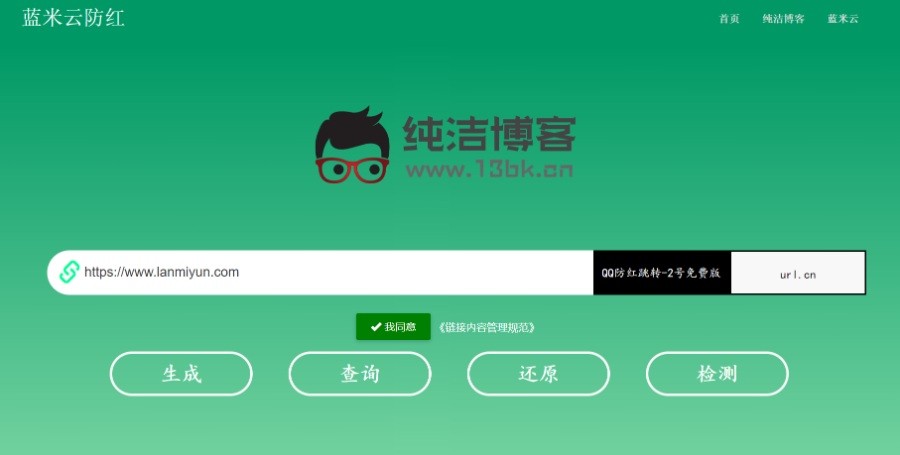 蓝米云防红
首页 纯洁博客 蓝米云
纯洁博客
www.13bk.cn
https://www.lanmiyun.com QQ防红跳转-2号免费版 url.cn
我同意 《链接内容管理规范》
生成 查询 还原 检测